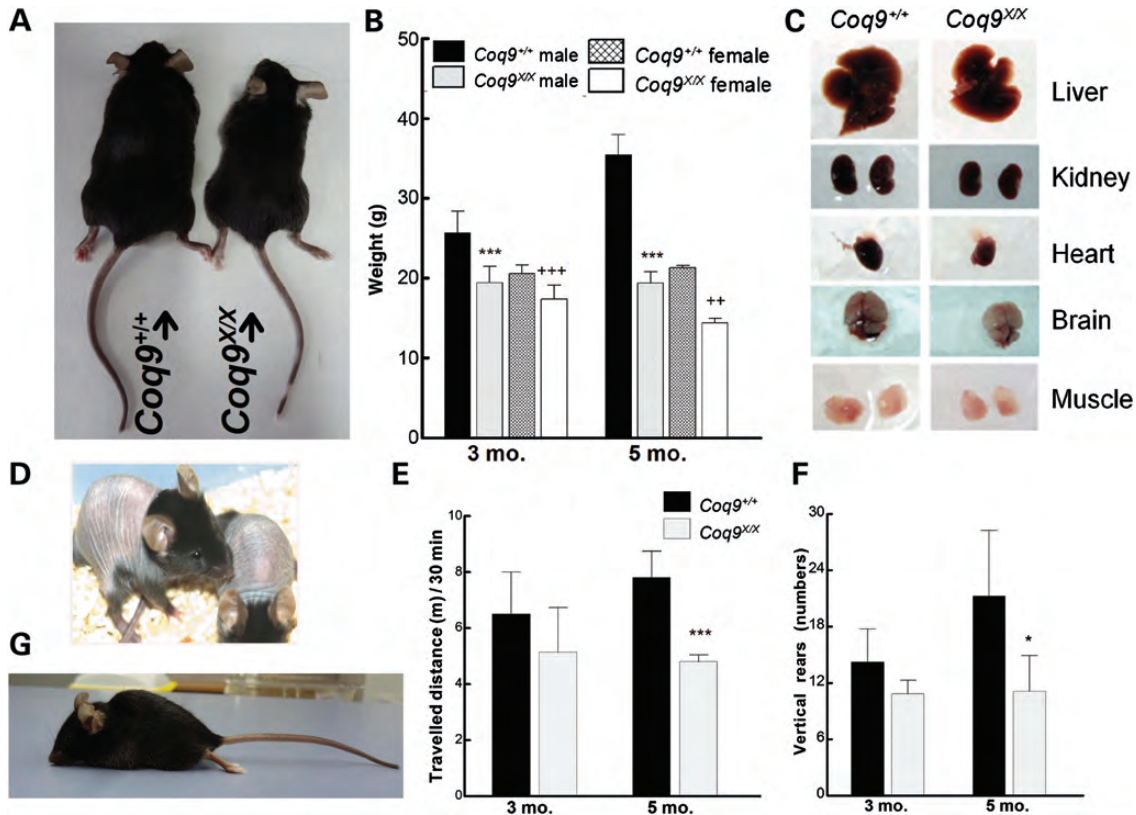 A
Coq9+/+
Coq9X/X
B
Weight (g)
50
40
30
20
10
0
Coq9+/+ male
Coq9X/X male
Coq9+/+ female
Coq9X/X female
***
+++
***
++
3 mo.
5 mo.
C
Coq9+/+
Coq9X/X
Liver
Kidney
Heart
Brain
Muscle
D
G
E
Travelled distance (m) / 30 min
10
8
6
4
2
0
Coq9+/+
Coq9X/X
***
3 mo.
5 mo.
F
Vertical rears (numbers)
30
24
18
12
6
0
*
3 mo.
5 mo.